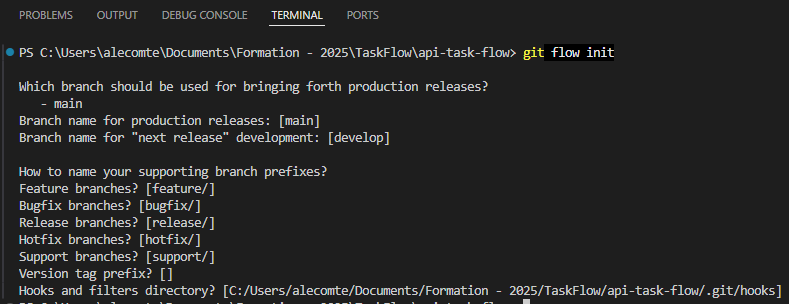 PROBLEMS OUTPUT DEBUG CONSOLE TERMINAL PORTS
PS C:\Users\alecomte\Documents\Formation - 2025\TaskFlow\api-task-flow> git flow init
Which branch should be used for bringing forth production releases?
- main
Branch name for production releases: [main]
Branch name for "next release" development: [develop]
How to name your supporting branch prefixes?
Feature branches? [feature/]
Bugfix branches? [bugfix/]
Release branches? [release/]
Hotfix branches? [hotfix/]
Support branches? [support/]
Version tag prefix? []
Hooks and filters directory? [C:/Users/alecomte/Documents/Formation - 2025/TaskFlow/api-task-flow/.git/hooks]